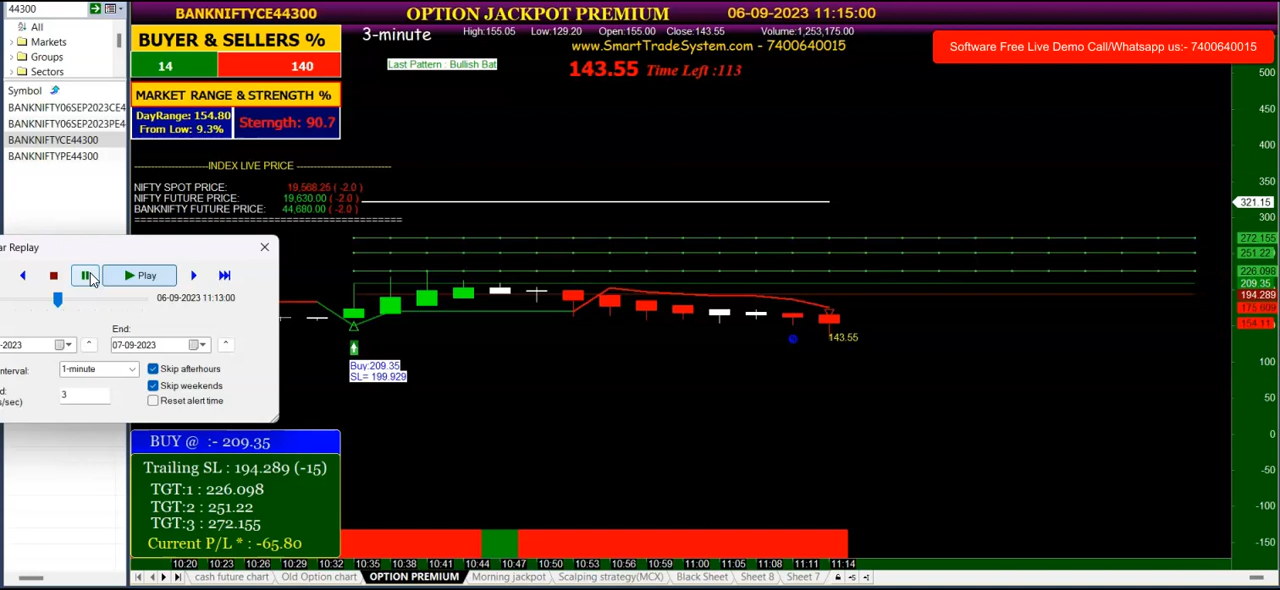 44300
All
Markets
Groups
Sectors
Symbol
BANKNIFTY06SEP2023CE4
BANKNIFTY06SEP2023PE4
BANKNIFTYCE44300
BANKNIFTYPE44300
BANKNIFTYCE44300
OPTION JACKPOT PREMIUM
06-09-2023 11:15:00
BUYER & SELLERS %
14
140
3-minute
High:155.05 Low:129.20 Open:155.00 Close:143.55 Volume:1,253,175.00
www.SmartTradeSystem.com - 7400640015
Software Free Live Demo Call/Whatsapp us:- 7400640015
Last Pattern : Bullish Bat
143.55 Time Left :113
MARKET RANGE & STRENGTH %
DayRange: 154.80
From Low: 9.3%
Sterngth: 90.7
--------------------INDEX LIVE PRICE --------------------
NIFTY SPOT PRICE: 19,568.25 ( -2.0 )
NIFTY FUTURE PRICE: 19,630.00 ( -2.0 )
BANKNIFTY FUTURE PRICE: 44,680.00 ( -2.0 )
ar Replay
Play
06-09-2023 11:13:00
End:
-2023
07-09-2023
nterval:
1-minute
Skip afterhours
Skip weekends
3
s/sec)
Reset alert time
Buy:209.35
SL= 199.929
143.55
BUY @ :- 209.35
Trailing SL : 194.289 (-15)
TGT:1 : 226.098
TGT:2 : 251.22
TGT:3 : 272.155
Current P/L * : -65.80
500
450
400
350
321.15
300
272.155
251.22
226.098
209.35
194.289
154.11
100
50
0
-50
-100
-150
10:20 10:23 10:26 10:29 10:32 10:35 10:38 10:41 10:44 10:47 10:50 10:53 10:56 10:59 11:00 11:02 11:05 11:08 11:11 11:14
cash future chart
Old Option chart
OPTION PREMIUM
Morning jackpot
Scalping strategy(MCX)
Black Sheet
Sheet 8
Sheet 7